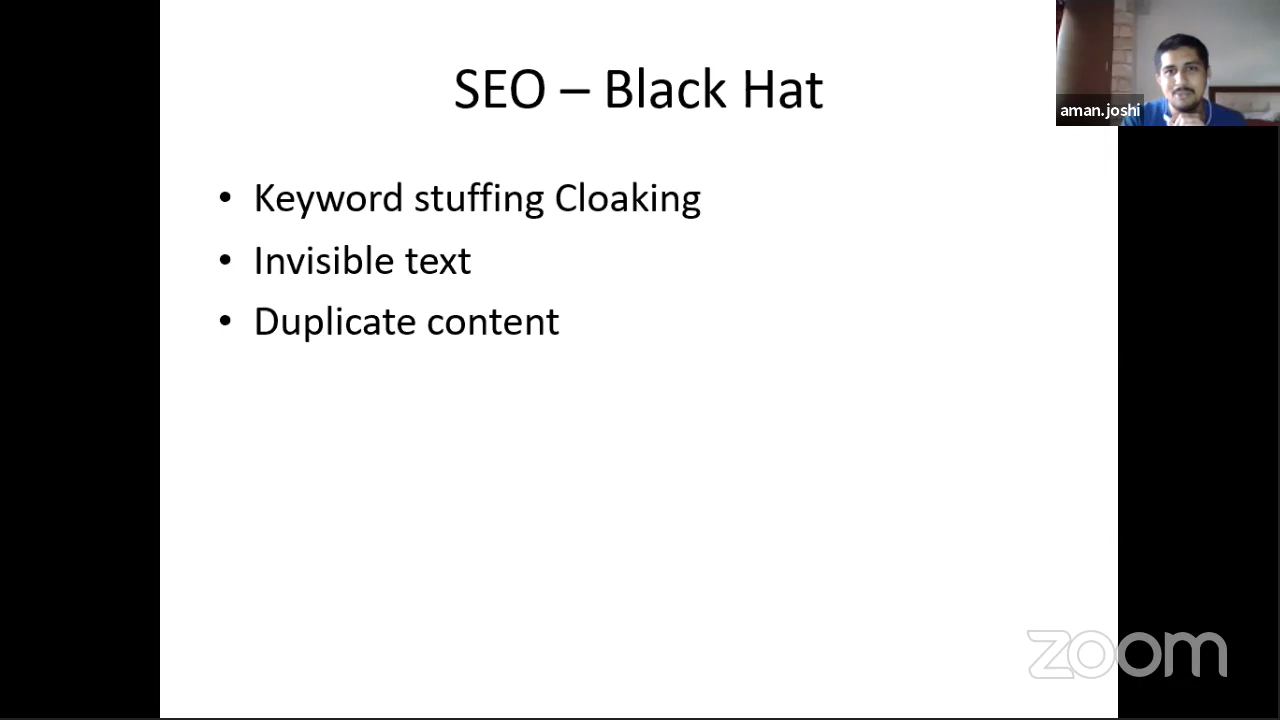 SEO – Black Hat
aman.joshi
• Keyword stuffing Cloaking
• Invisible text
• Duplicate content
zoom